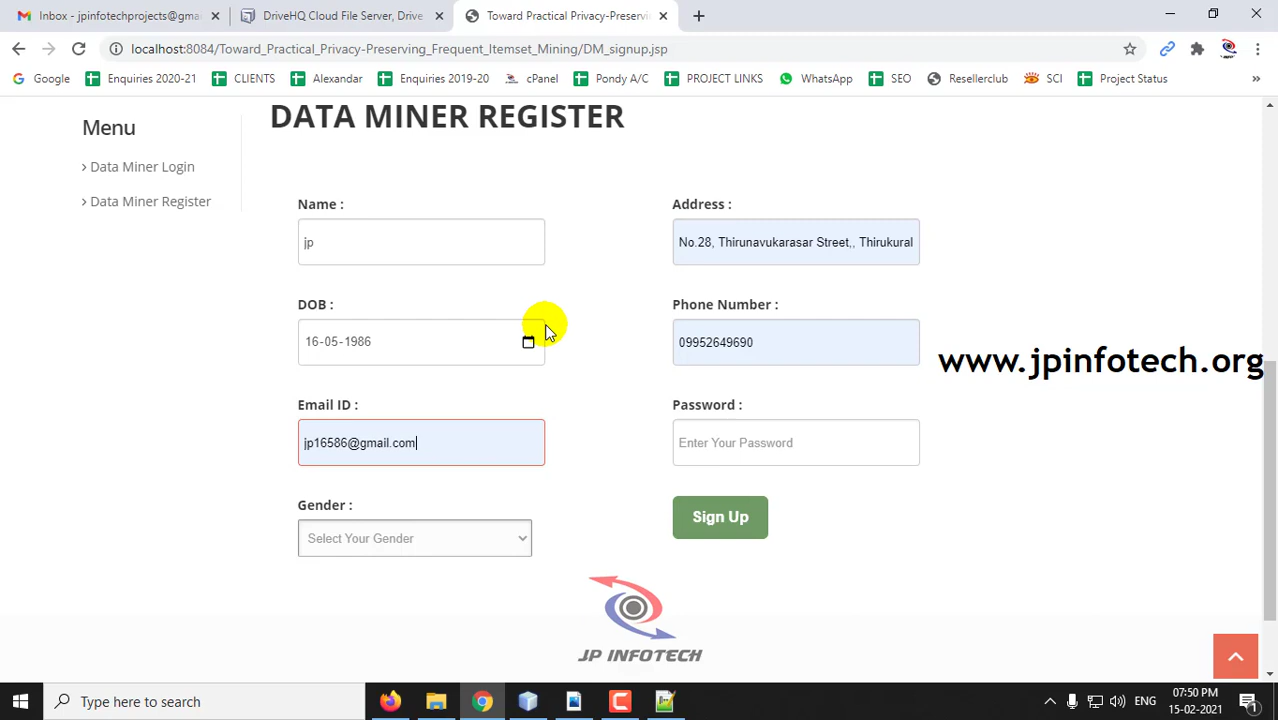 Inbox - jpinfotechprojects@gma
DriveHQ Cloud File Server, Drive
Toward Practical Privacy-Preservi
localhost:8084/Toward_Practical_Privacy-Preserving_Frequent_Itemset_Mining/DM_signup.jsp
Google
Enquiries 2020-21
CLIENTS
Alexandar
Enquiries 2019-20
cPanel
Pondy A/C
PROJECT LINKS
WhatsApp
SEO
Resellerclub
SCI
Project Status
»
Menu
DATA MINER REGISTER
Data Miner Login
Data Miner Register
Name :
Address :
jp
No.28, Thirunavukarasar Street,, Thirukural
DOB :
Phone Number :
16-05-1986
09952649690
www.jpinfotech.org
Email ID :
Password :
jp16586@gmail.com
Enter Your Password
Gender :
Sign Up
Select Your Gender
JP INFOTECH
Type here to search
ENG
07:50 PM
15-02-2021
1